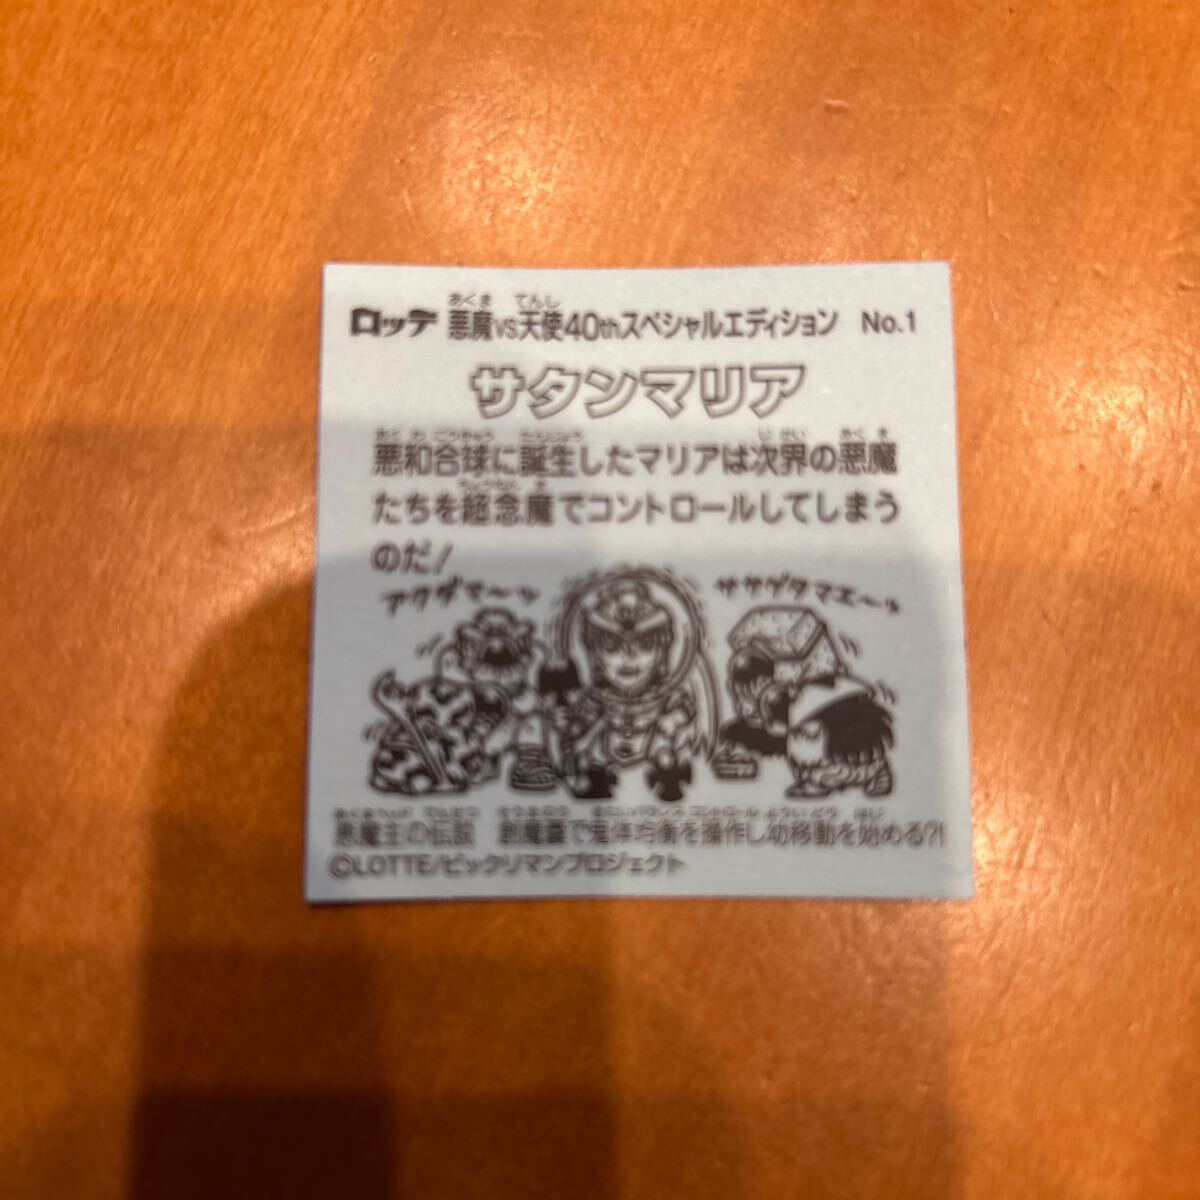 ロッテ 悪魔VS天使40thスペシャルエディション No.1
サタンマリア
悪和合球に誕生したマリアは次界の悪魔
たちを超念魔でコントロールしてしまう
のだ!
アクダマ〜ッ
ササゲタマエ〜ッ
悪魔主の伝説 創魔囊で鬼体均衡を操作し幼移動を始める?!
©LOTTE/ビックリマンプロジェクト